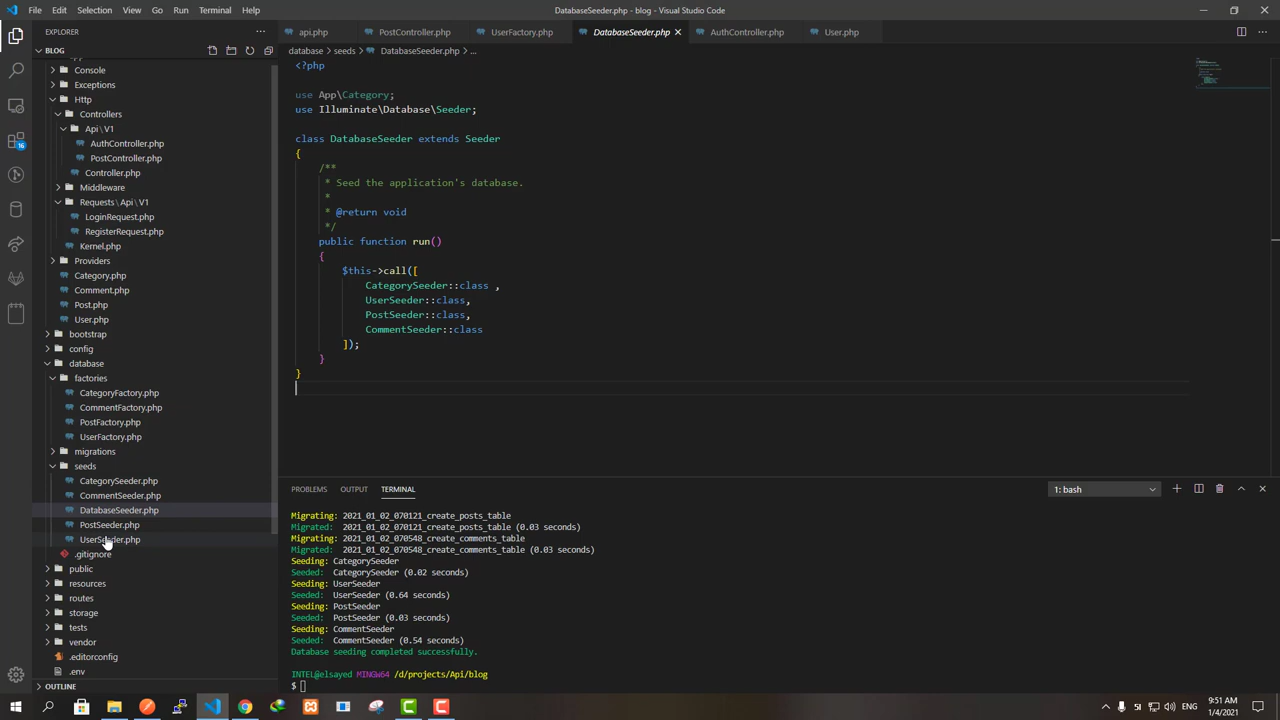 File Edit Selection View Go Run Terminal Help
DatabaseSeeder.php - blog - Visual Studio Code
EXPLORER
BLOG
Console
Exceptions
Http
Controllers
Api\V1
AuthController.php
PostController.php
Controller.php
Middleware
Requests\Api\V1
LoginRequest.php
RegisterRequest.php
Kernel.php
Providers
Category.php
Comment.php
Post.php
User.php
bootstrap
config
database
factories
CategoryFactory.php
CommentFactory.php
PostFactory.php
UserFactory.php
migrations
seeds
CategorySeeder.php
CommentSeeder.php
DatabaseSeeder.php
PostSeeder.php
UserSeeder.php
.gitignore
public
resources
routes
storage
tests
vendor
.editorconfig
.env
OUTLINE
16
api.php PostController.php UserFactory.php DatabaseSeeder.php AuthController.php User.php
database > seeds > DatabaseSeeder.php > ...
<?php
use App\Category;
use Illuminate\Database\Seeder;
class DatabaseSeeder extends Seeder
{
/**
* Seed the application's database.
*
* @return void
*/
public function run()
{
$this->call([
CategorySeeder::class ,
UserSeeder::class,
PostSeeder::class,
CommentSeeder::class
]);
}
}
PROBLEMS OUTPUT TERMINAL
1: bash
Migrating: 2021_01_02_070121_create_posts_table
Migrated: 2021_01_02_070121_create_posts_table (0.03 seconds)
Migrating: 2021_01_02_070548_create_comments_table
Migrated: 2021_01_02_070548_create_comments_table (0.03 seconds)
Seeding: CategorySeeder
Seeded: CategorySeeder (0.02 seconds)
Seeding: UserSeeder
Seeded: UserSeeder (0.64 seconds)
Seeding: PostSeeder
Seeded: PostSeeder (0.03 seconds)
Seeding: CommentSeeder
Seeded: CommentSeeder (0.54 seconds)
Database seeding completed successfully.
INTEL@elsayed MINGW64 /d/projects/Api/blog
$
ENG
9:51 AM
1/4/2021